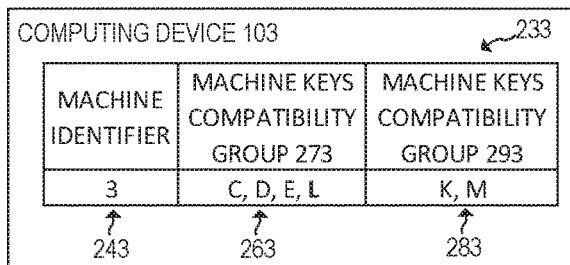 COMPUTING DEVICE 103
233
MACHINE IDENTIFIER
MACHINE KEYS COMPATIBILITY GROUP 273
MACHINE KEYS COMPATIBILITY GROUP 293
3
C, D, E, L
K, M
243
263
283